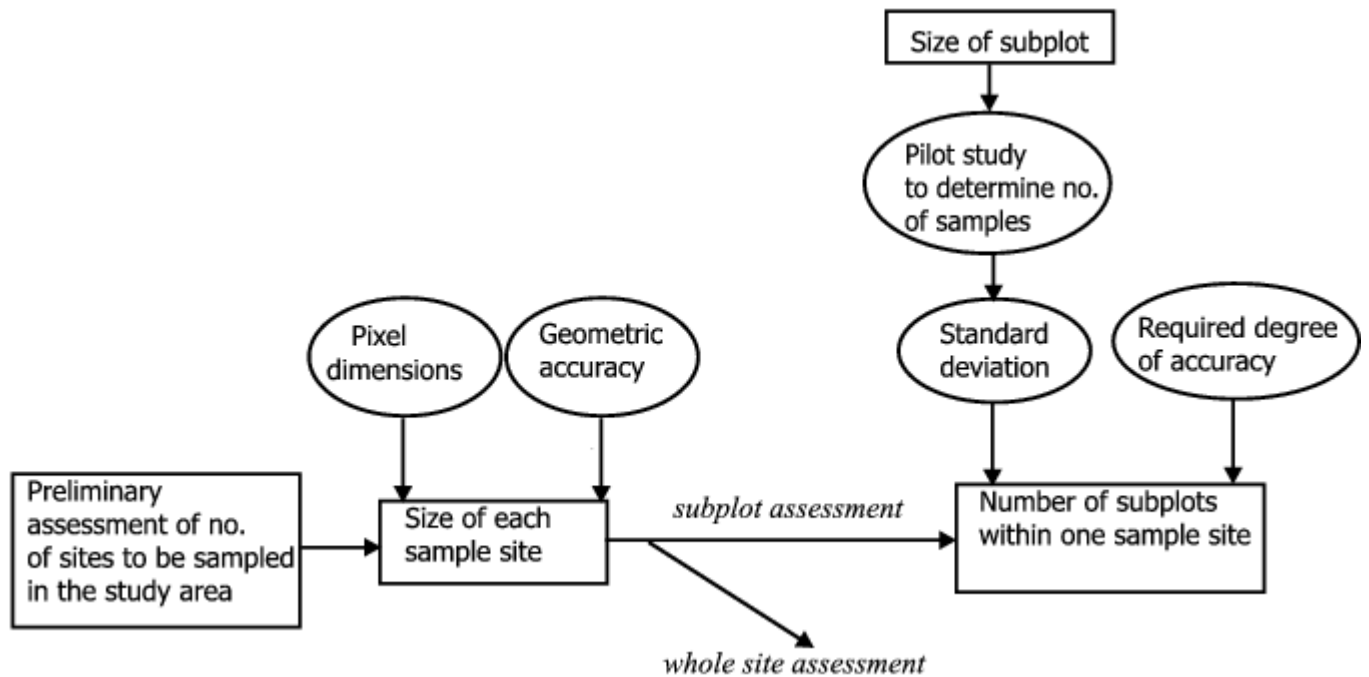 Size of subplot
Pilot study
to determine no.
of samples
Pixel
dimensions
Geometric
accuracy
Standard
deviation
Required degree
of accuracy
Preliminary
assessment of no.
of sites to be sampled
in the study area
Size of each
sample site
subplot assessment
Number of subplots
within one sample site
whole site assessment